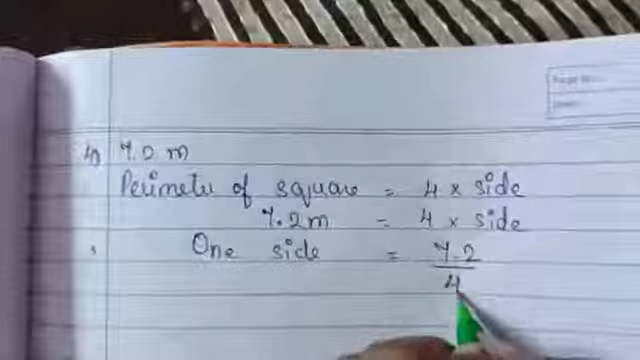 4) 7.2 m
Perimeter of square = 4 x side
7.2m = 4 x side
One side = 7.2
4